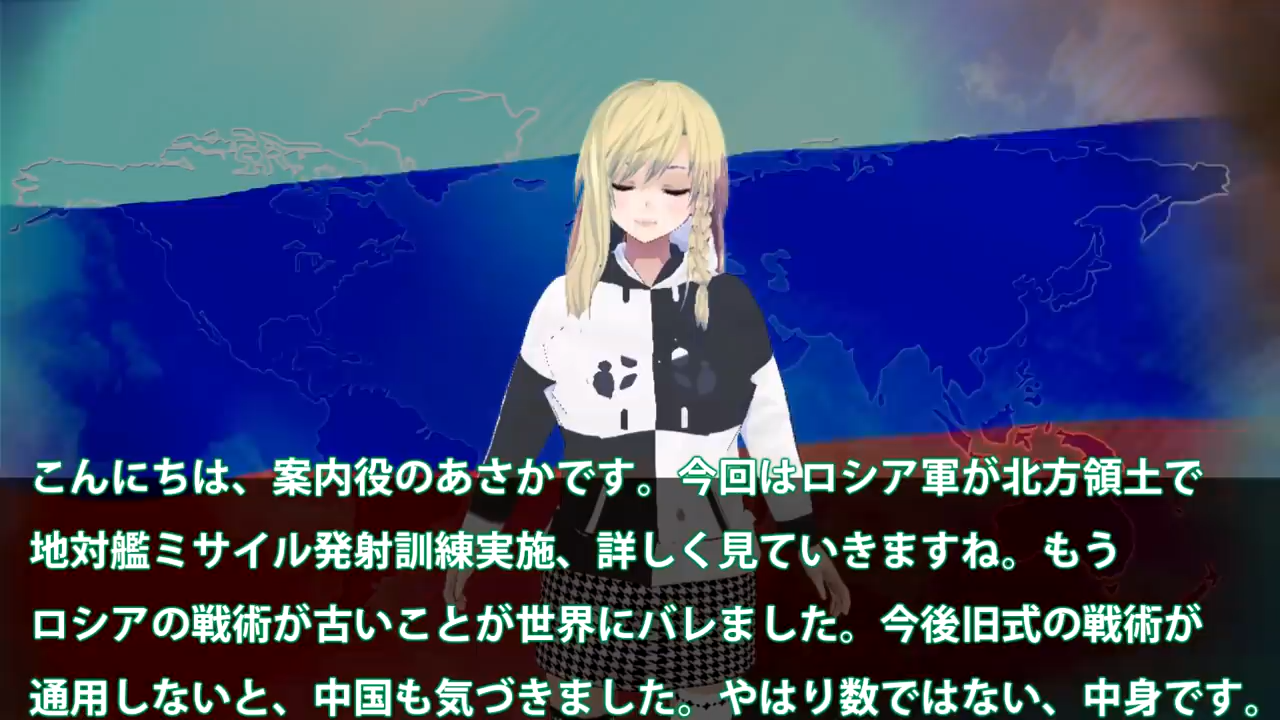 こんにちは、案内役のあさかです。今回はロシア軍が北方領土で
地対艦ミサイル発射訓練実施、詳しく見ていきますね。もう
ロシアの戦術が古いことが世界にバレました。今後旧式の戦術が
通用しないと、中国も気づきました。やはり数ではない、中身です。